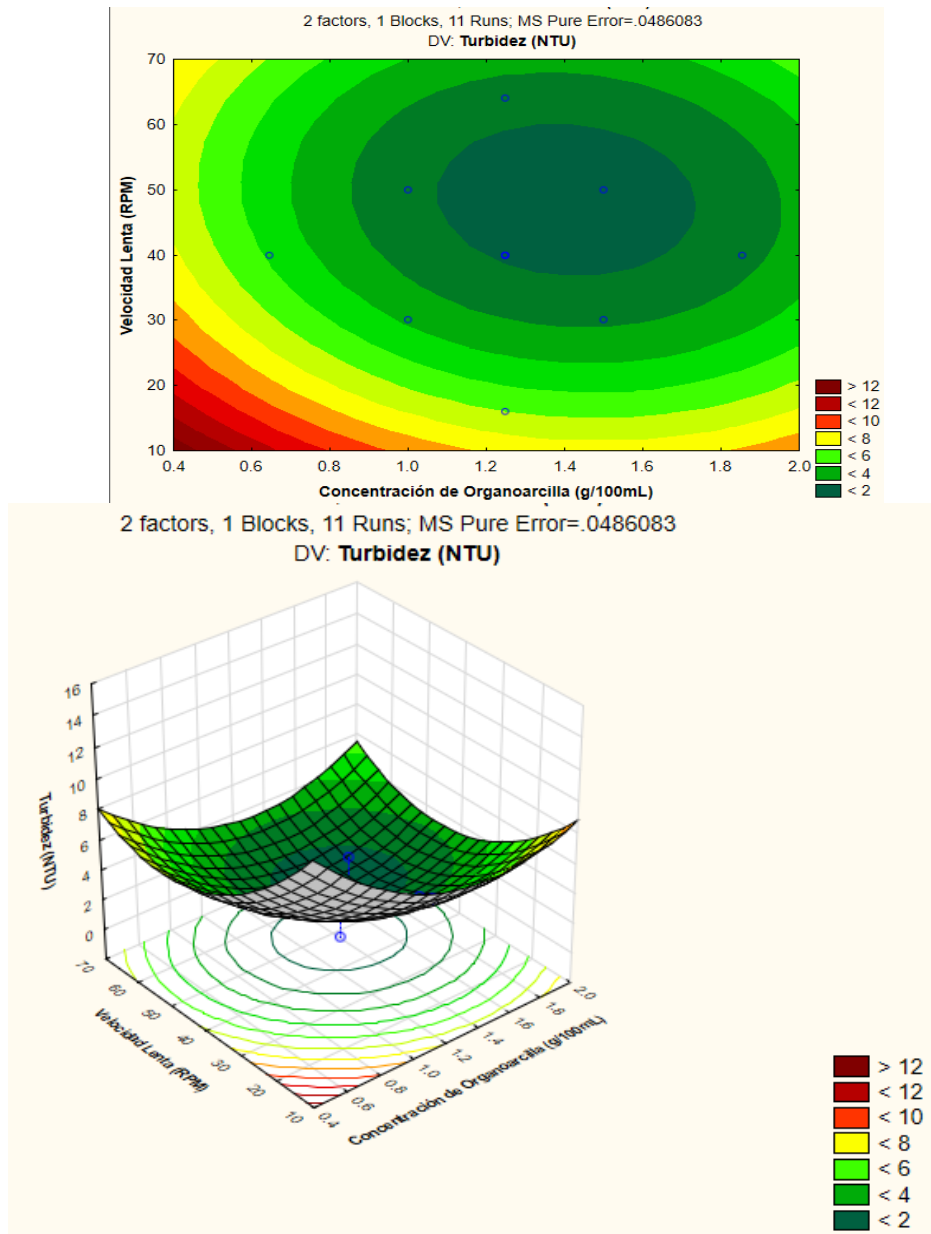 2 factors, 1 Blocks, 11 Runs; MS Pure Error=.0486083
DV: Turbidez (NTU)
70
60
50
40
30
20
10
Velocidad Lenta (RPM)
0.4 0.6 0.8 1.0 1.2 1.4 1.6 1.8 2.0
Concentración de Organoarcilla (g/100mL)
> 12
< 12
< 10
< 8
< 6
< 4
< 2
2 factors, 1 Blocks, 11 Runs; MS Pure Error=.0486083
DV: Turbidez (NTU)
16
14
12
10
8
6
4
2
0
Turbidez (NTU)
70 60 50 40 30 20 10
Velocidad Lenta (RPM)
0.4 0.6 0.8 1.0 1.2 1.4 1.6 1.8 2.0
Concentración de Organoarcilla (g/100mL)
> 12
< 12
< 10
< 8
< 6
< 4
< 2